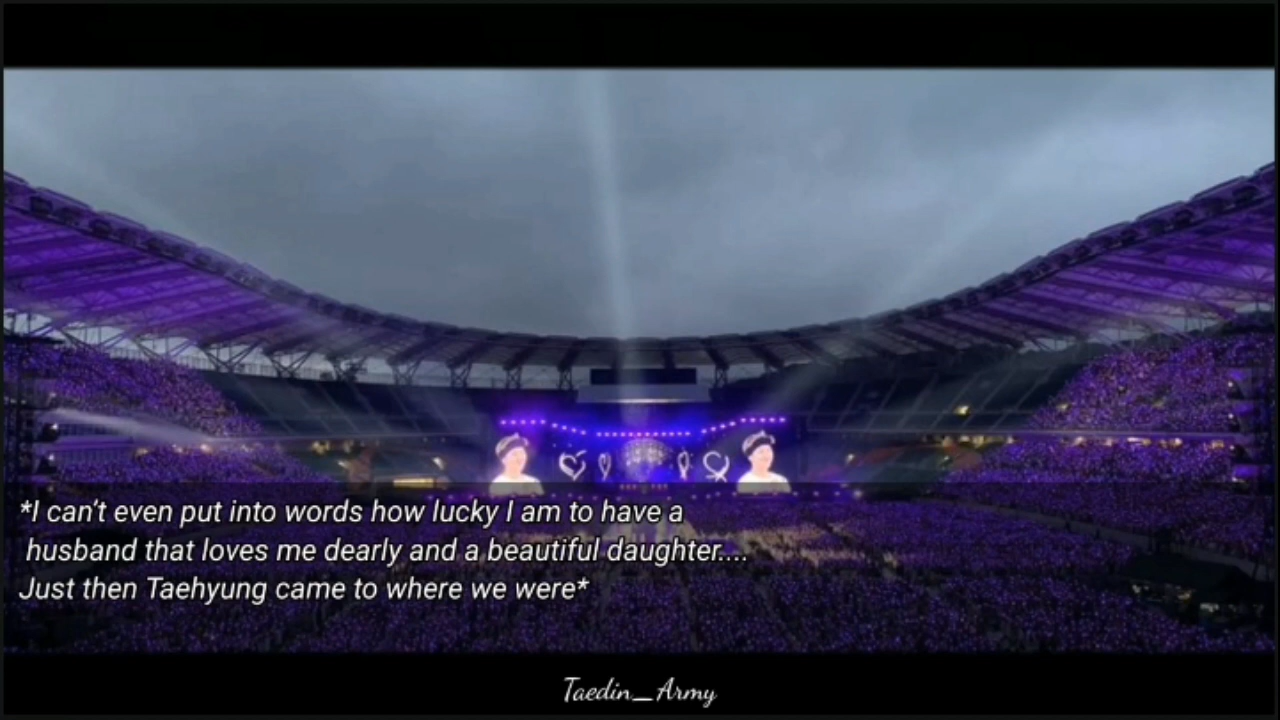 *I can't even put into words how lucky I am to have a
husband that loves me dearly and a beautiful daughter....
Just then Taehyung came to where we were*
Taedin_Army